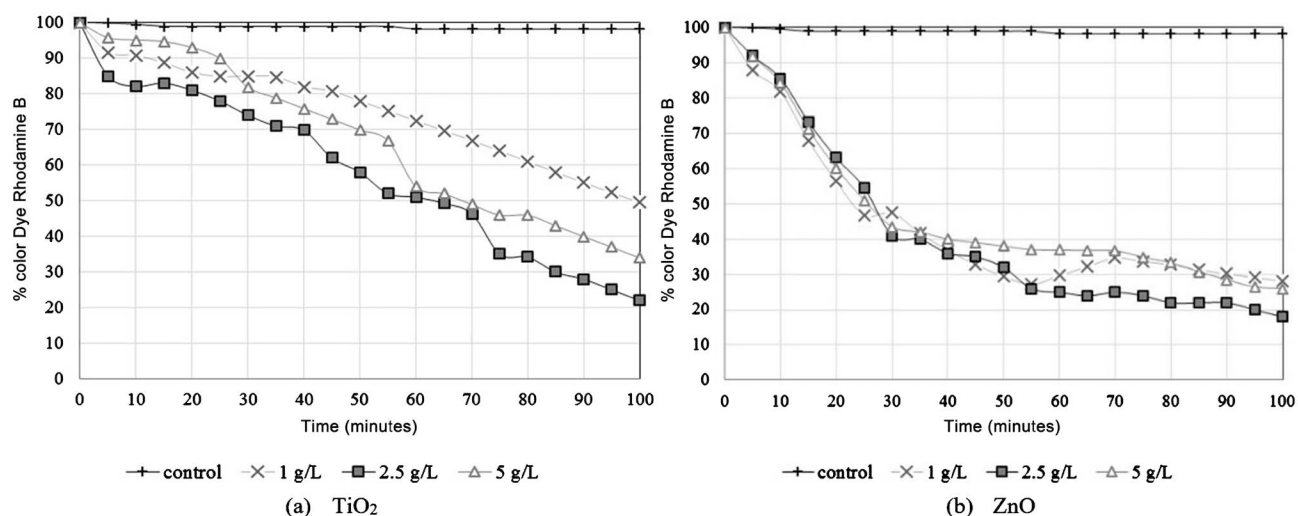 % color Dye Rhodamine B
100
90
80
70
60
50
40
30
20
10
0
0 10 20 30 40 50 60 70 80 90 100
Time (minutes)
control 1 g/L 2.5 g/L 5 g/L
(a) TiO₂
% color Dye Rhodamine B
100
90
80
70
60
50
40
30
20
10
0
0 10 20 30 40 50 60 70 80 90 100
Time (minutes)
control 1 g/L 2.5 g/L 5 g/L
(b) ZnO